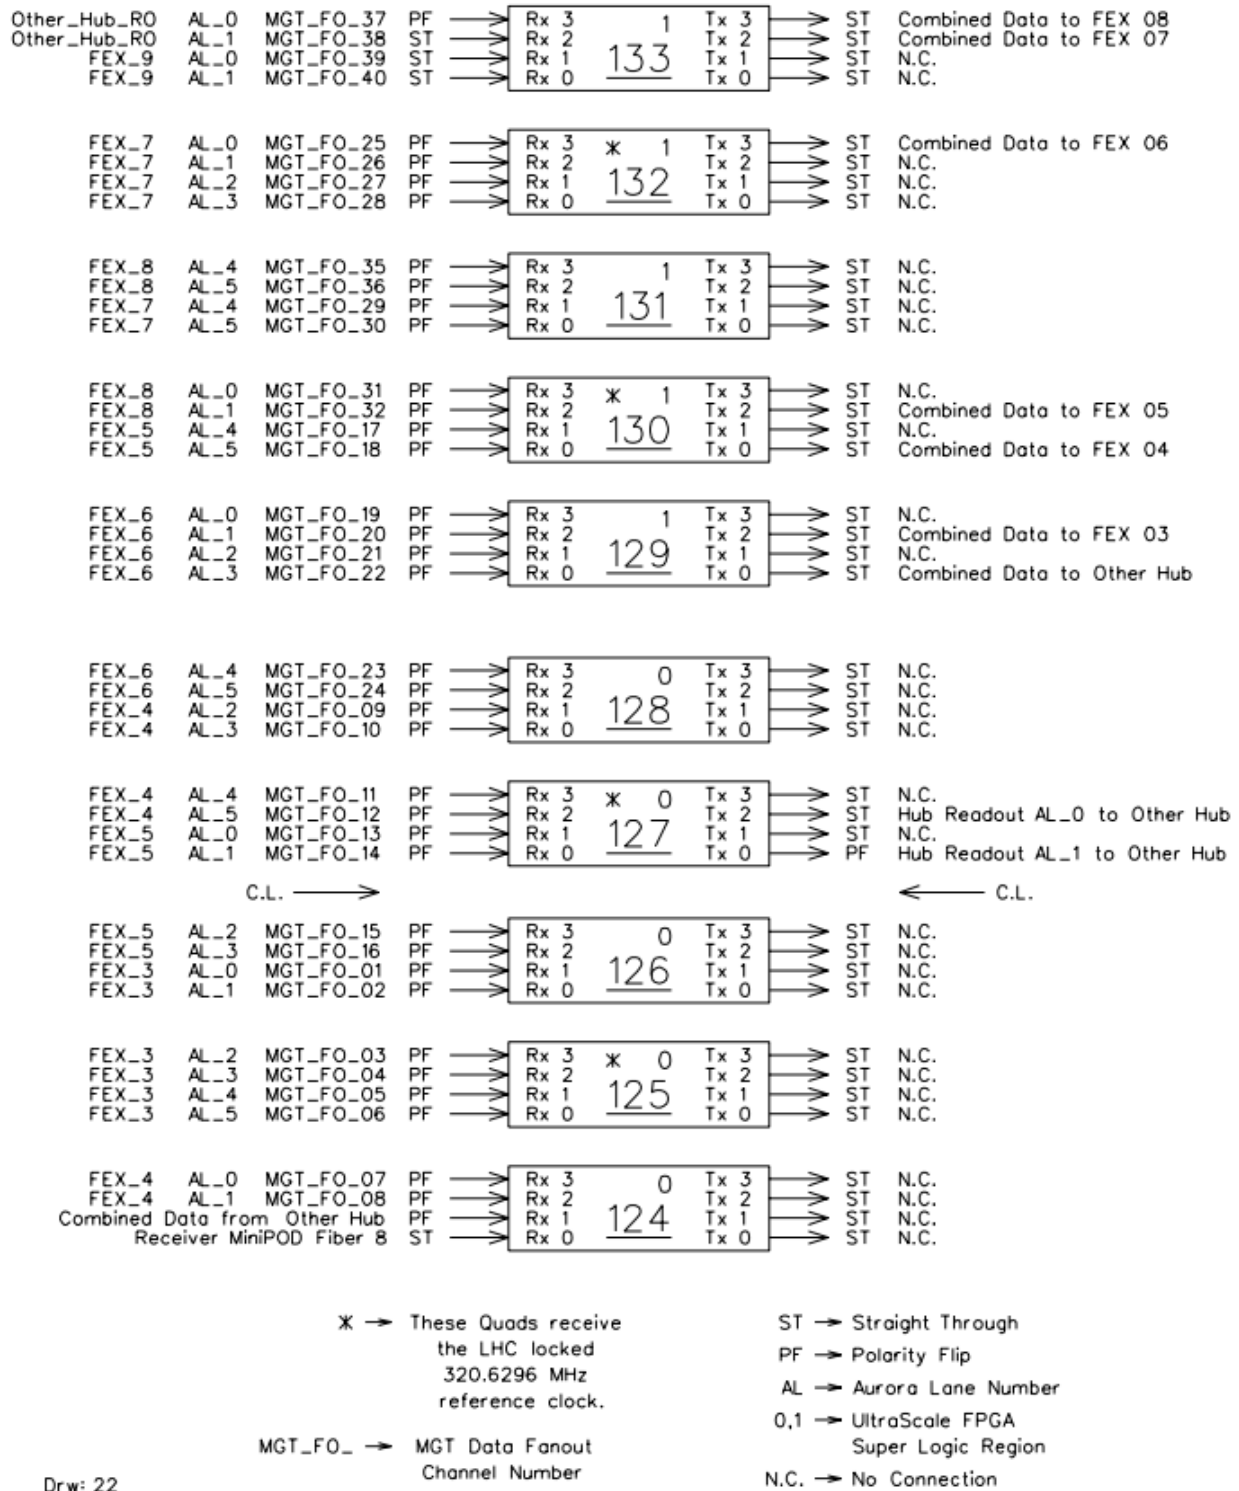 Other_Hub_RO AL_0 MGT_FO_37 PF Rx 3 1 Tx 3 ST Combined Data to FEX 08
Other_Hub_RO AL_1 MGT_FO_38 ST Rx 2 Tx 2 ST Combined Data to FEX 07
FEX_9 AL_0 MGT_FO_39 ST Rx 1 133 Tx 1 ST N.C.
FEX_9 AL_1 MGT_FO_40 ST Rx 0 Tx 0 ST N.C.
FEX_7 AL_0 MGT_FO_25 PF Rx 3 * 1 Tx 3 ST Combined Data to FEX 06
FEX_7 AL_1 MGT_FO_26 PF Rx 2 Tx 2 ST N.C.
FEX_7 AL_2 MGT_FO_27 PF Rx 1 132 Tx 1 ST N.C.
FEX_7 AL_3 MGT_FO_28 PF Rx 0 Tx 0 ST N.C.
FEX_8 AL_4 MGT_FO_35 PF Rx 3 1 Tx 3 ST N.C.
FEX_8 AL_5 MGT_FO_36 PF Rx 2 Tx 2 ST N.C.
FEX_7 AL_4 MGT_FO_29 PF Rx 1 131 Tx 1 ST N.C.
FEX_7 AL_5 MGT_FO_30 PF Rx 0 Tx 0 ST N.C.
FEX_8 AL_0 MGT_FO_31 PF Rx 3 * 1 Tx 3 ST N.C.
FEX_8 AL_1 MGT_FO_32 PF Rx 2 Tx 2 ST Combined Data to FEX 05
FEX_5 AL_4 MGT_FO_17 PF Rx 1 130 Tx 1 ST N.C.
FEX_5 AL_5 MGT_FO_18 PF Rx 0 Tx 0 ST Combined Data to FEX 04
FEX_6 AL_0 MGT_FO_19 PF Rx 3 1 Tx 3 ST N.C.
FEX_6 AL_1 MGT_FO_20 PF Rx 2 Tx 2 ST Combined Data to FEX 03
FEX_6 AL_2 MGT_FO_21 PF Rx 1 129 Tx 1 ST N.C.
FEX_6 AL_3 MGT_FO_22 PF Rx 0 Tx 0 ST Combined Data to Other Hub
FEX_6 AL_4 MGT_FO_23 PF Rx 3 0 Tx 3 ST N.C.
FEX_6 AL_5 MGT_FO_24 PF Rx 2 Tx 2 ST N.C.
FEX_4 AL_2 MGT_FO_09 PF Rx 1 128 Tx 1 ST N.C.
FEX_4 AL_3 MGT_FO_10 PF Rx 0 Tx 0 ST N.C.
FEX_4 AL_4 MGT_FO_11 PF Rx 3 * 0 Tx 3 ST N.C.
FEX_4 AL_5 MGT_FO_12 PF Rx 2 Tx 2 ST Hub Readout AL_0 to Other Hub
FEX_5 AL_0 MGT_FO_13 PF Rx 1 127 Tx 1 ST N.C.
FEX_5 AL_1 MGT_FO_14 PF Rx 0 Tx 0 PF Hub Readout AL_1 to Other Hub
C.L. → ← C.L.
FEX_5 AL_2 MGT_FO_15 PF Rx 3 0 Tx 3 ST N.C.
FEX_5 AL_3 MGT_FO_16 PF Rx 2 Tx 2 ST N.C.
FEX_3 AL_0 MGT_FO_01 PF Rx 1 126 Tx 1 ST N.C.
FEX_3 AL_1 MGT_FO_02 PF Rx 0 Tx 0 ST N.C.
FEX_3 AL_2 MGT_FO_03 PF Rx 3 * 0 Tx 3 ST N.C.
FEX_3 AL_3 MGT_FO_04 PF Rx 2 Tx 2 ST N.C.
FEX_3 AL_4 MGT_FO_05 PF Rx 1 125 Tx 1 ST N.C.
FEX_3 AL_5 MGT_FO_06 PF Rx 0 Tx 0 ST N.C.
FEX_4 AL_0 MGT_FO_07 PF Rx 3 0 Tx 3 ST N.C.
FEX_4 AL_1 MGT_FO_08 PF Rx 2 Tx 2 ST N.C.
Combined Data from Other Hub PF Rx 1 124 Tx 1 ST N.C.
Receiver MiniPOD Fiber 8 ST Rx 0 Tx 0 ST N.C.
* → These Quads receive
the LHC locked
320.6296 MHz
reference clock.
MGT_FO_ → MGT Data Fanout
Channel Number
ST → Straight Through
PF → Polarity Flip
AL → Aurora Lane Number
0,1 → UltraScale FPGA
Super Logic Region
N.C. → No Connection
Drw: 22